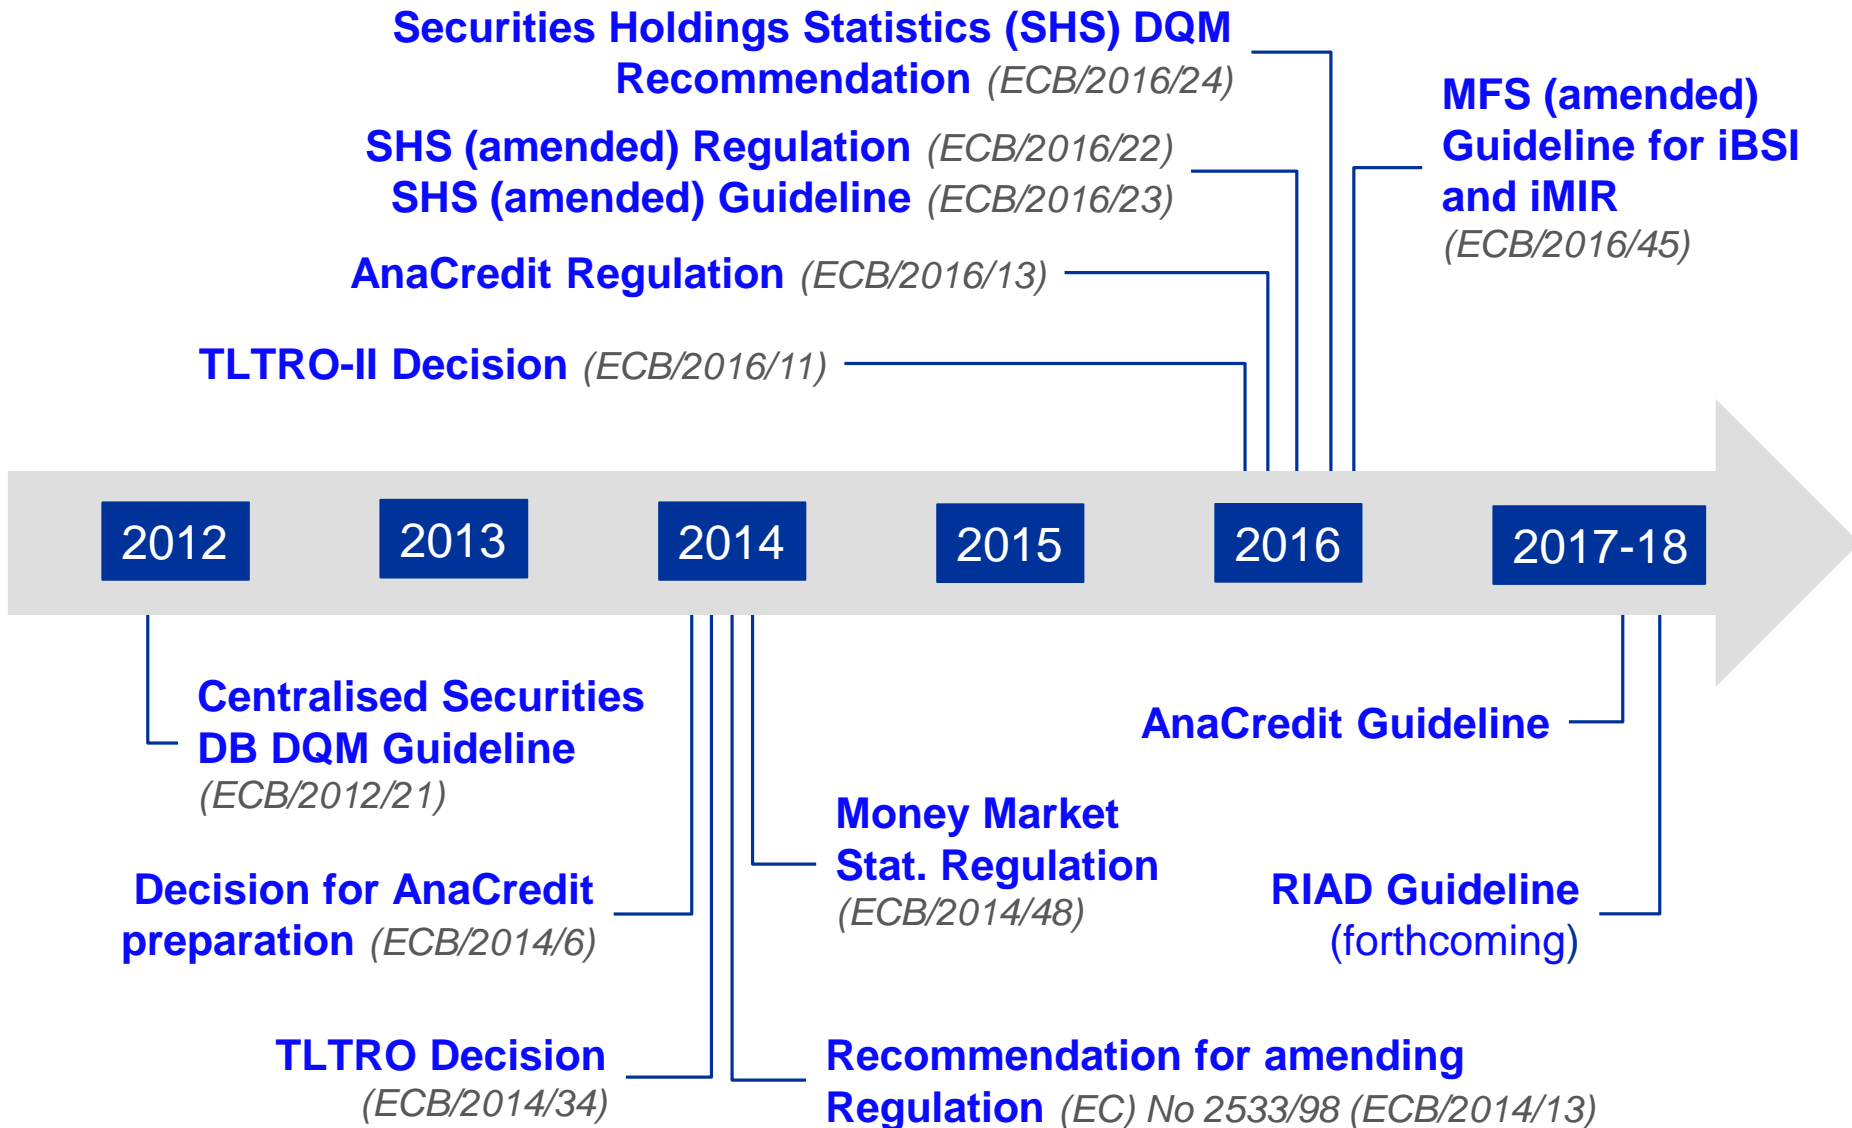 Securities Holdings Statistics (SHS) DQM
Recommendation (ECB/2016/24)
SHS (amended) Regulation (ECB/2016/22)
SHS (amended) Guideline (ECB/2016/23)
AnaCredit Regulation (ECB/2016/13)
TLTRO-II Decision (ECB/2016/11)
MFS (amended)
Guideline for iBSI
and iMIR
(ECB/2016/45)
2012
2013
2014
2015
2016
2017-18
Centralised Securities
DB DQM Guideline
(ECB/2012/21)
Decision for AnaCredit
preparation (ECB/2014/6)
TLTRO Decision
(ECB/2014/34)
Money Market
Stat. Regulation
(ECB/2014/48)
Recommendation for amending
Regulation (EC) No 2533/98 (ECB/2014/13)
AnaCredit Guideline
RIAD Guideline
(forthcoming)